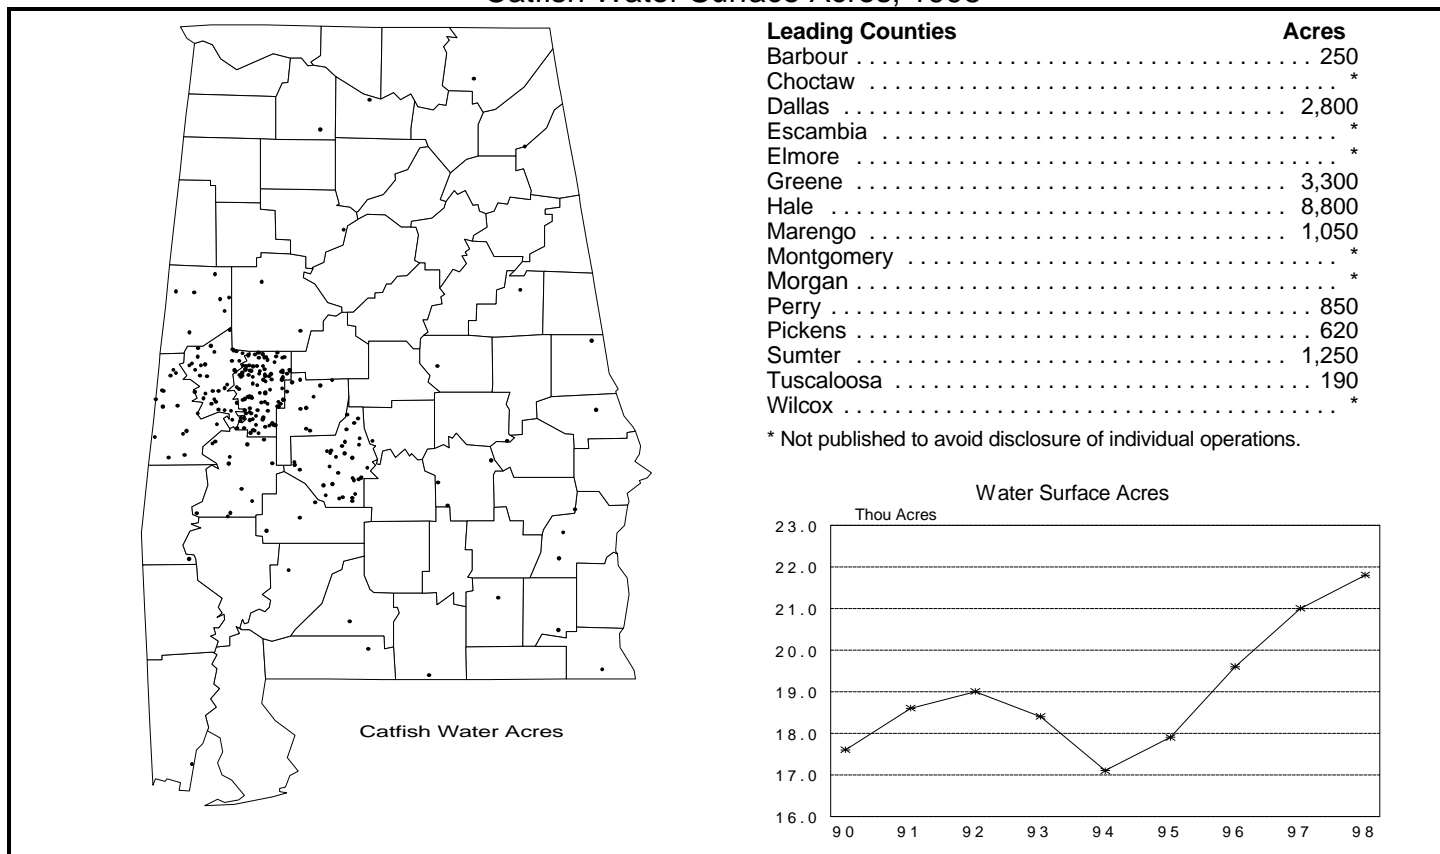 Leading Counties Acres
Barbour . . . . . . . . . . . . . . . . . . . . . . . . . . . . . . . . . . . . 250
Choctaw . . . . . . . . . . . . . . . . . . . . . . . . . . . . . . . . . . . . . *
Dallas . . . . . . . . . . . . . . . . . . . . . . . . . . . . . . . . . . . 2,800
Escambia . . . . . . . . . . . . . . . . . . . . . . . . . . . . . . . . . . . . *
Elmore . . . . . . . . . . . . . . . . . . . . . . . . . . . . . . . . . . . . . . *
Greene . . . . . . . . . . . . . . . . . . . . . . . . . . . . . . . . . . 3,300
Hale . . . . . . . . . . . . . . . . . . . . . . . . . . . . . . . . . . . . 8,800
Marengo . . . . . . . . . . . . . . . . . . . . . . . . . . . . . . . . . . 1,050
Montgomery . . . . . . . . . . . . . . . . . . . . . . . . . . . . . . . . . . *
Morgan . . . . . . . . . . . . . . . . . . . . . . . . . . . . . . . . . . . . . . *
Perry . . . . . . . . . . . . . . . . . . . . . . . . . . . . . . . . . . . . . . 850
Pickens . . . . . . . . . . . . . . . . . . . . . . . . . . . . . . . . . . . . 620
Sumter . . . . . . . . . . . . . . . . . . . . . . . . . . . . . . . . . . 1,250
Tuscaloosa . . . . . . . . . . . . . . . . . . . . . . . . . . . . . . . . . 190
Wilcox . . . . . . . . . . . . . . . . . . . . . . . . . . . . . . . . . . . . . . . *
* Not published to avoid disclosure of individual operations.
Water Surface Acres
Thou Acres
23.0
22.0
21.0
20.0
19.0
18.0
17.0
16.0
90 91 92 93 94 95 96 97 98
Catfish Water Acres